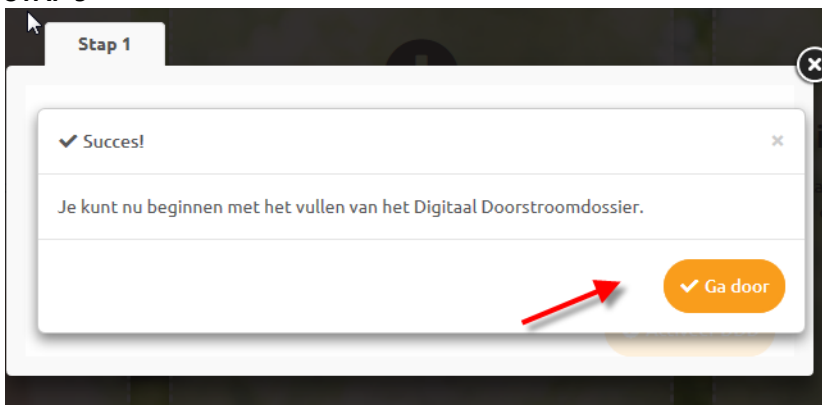 Stap 1
Succes!
Je kunt nu beginnen met het vullen van het Digitaal Doorstroomdossier.
Ga door